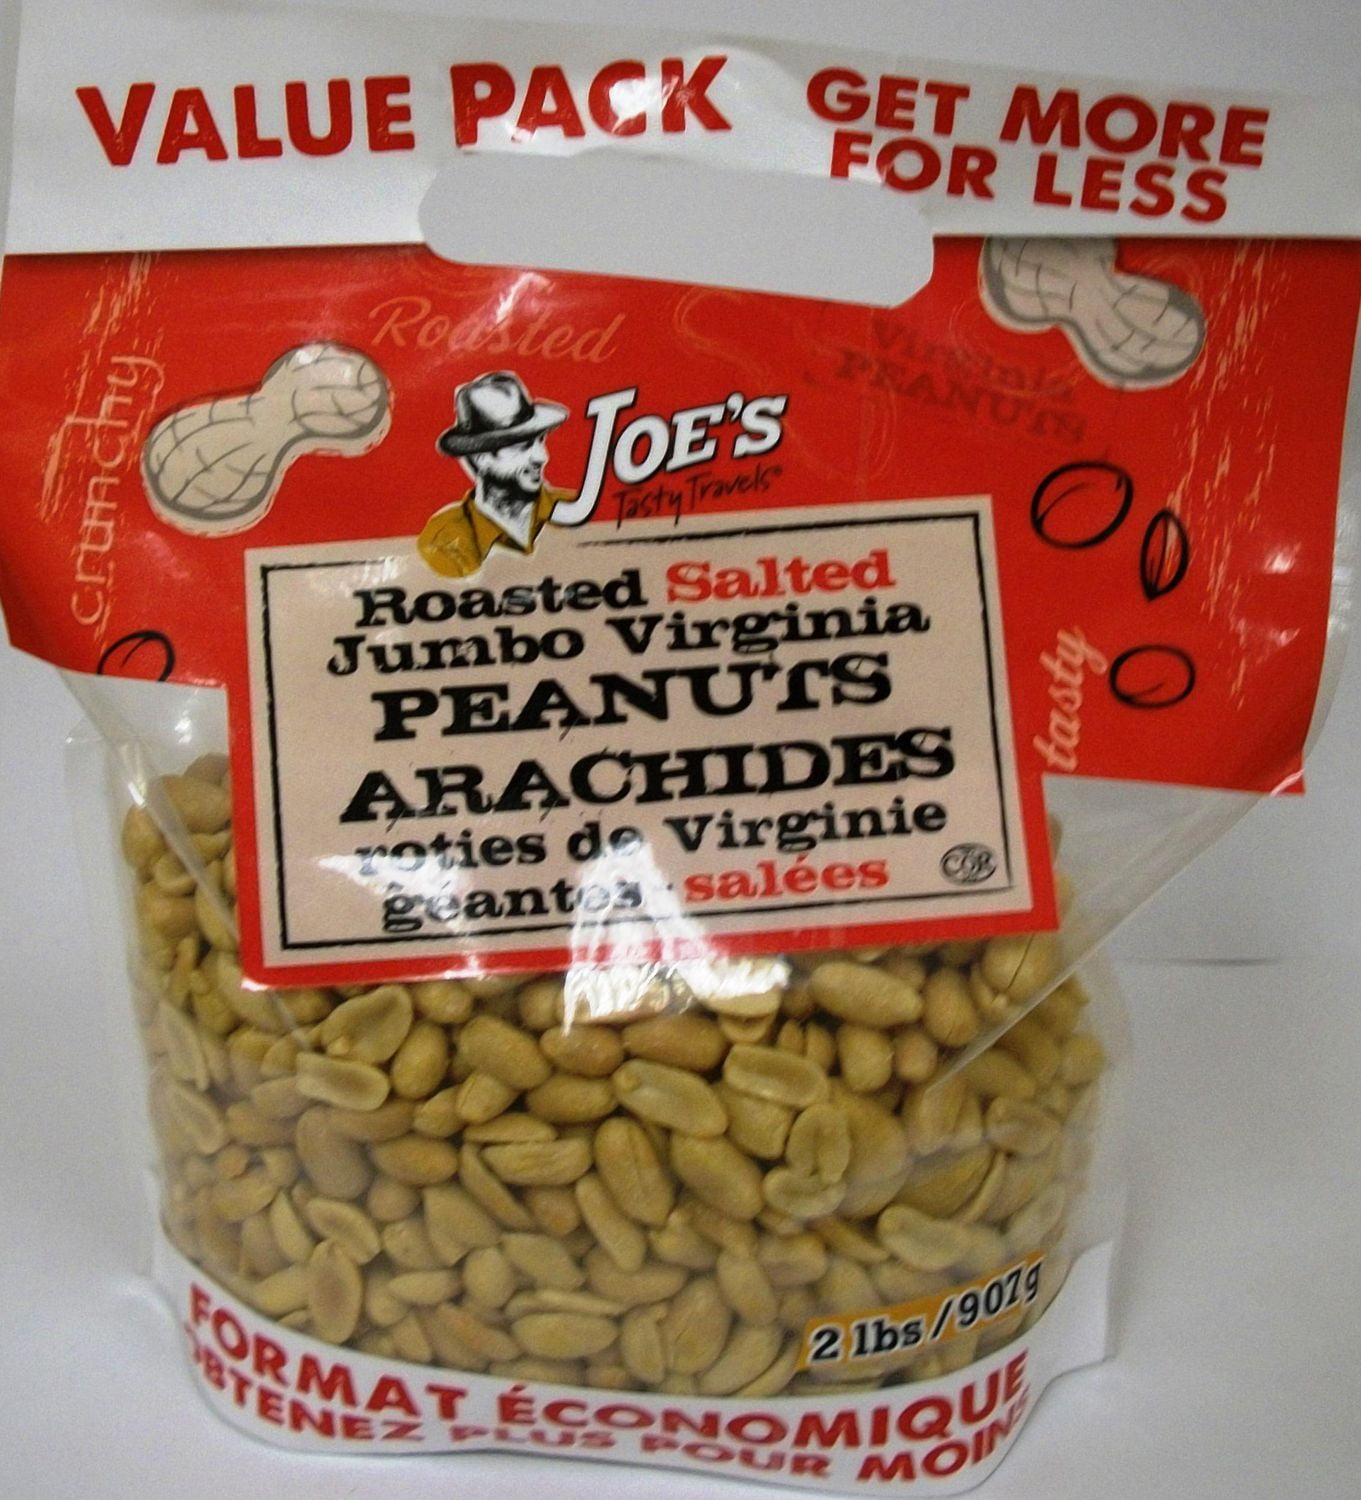 VALUE PACK
GET MORE
FOR LESS
Roasted
Crunchy
Virginia
PEANUTS
JOE'S
Tasty Travels®
Roasted Salted
Jumbo Virginia
PEANUTS
ARACHIDES
roties de Virginie
géantes salées
COR
tasty
2 lbs/907g
FORMAT ÉCONOMIQUE
OBTENEZ PLUS POUR MOINS